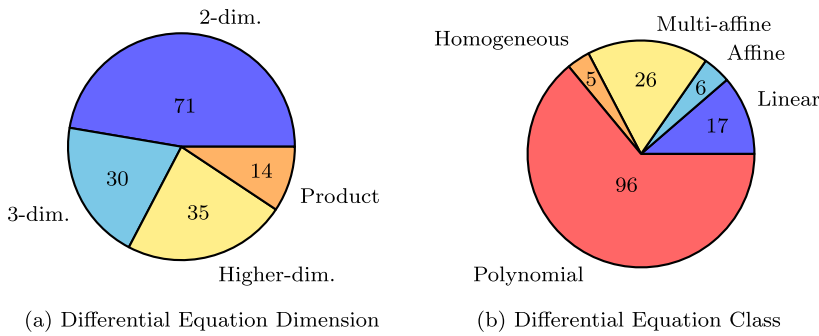 2-dim.
71
30
14
35
3-dim.
Product
Higher-dim.
(a) Differential Equation Dimension
Multi-affine
Homogeneous
Affine
26
5
6
Linear
17
96
Polynomial
(b) Differential Equation Class